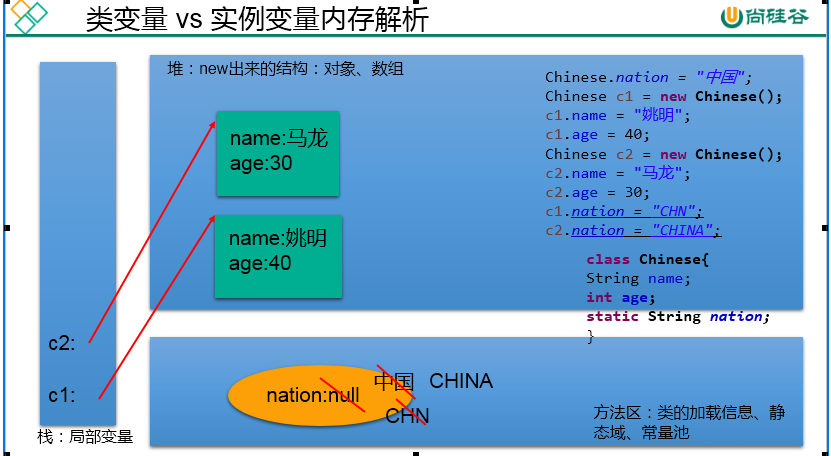 类变量 vs 实例变量内存解析
尚硅谷
堆：new出来的结构：对象、数组
name:马龙
age:30
name:姚明
age:40
Chinese.nation = "中国";
Chinese c1 = new Chinese();
c1.name = "姚明";
c1.age = 40;
Chinese c2 = new Chinese();
c2.name = "马龙";
c2.age = 30;
c1.nation = "CHN";
c2.nation = "CHINA";
class Chinese{
String name;
int age;
static String nation;
}
c2:
c1:
栈：局部变量
nation:null
中国 CHINA
CHN
方法区：类的加载信息、静
态域、常量池